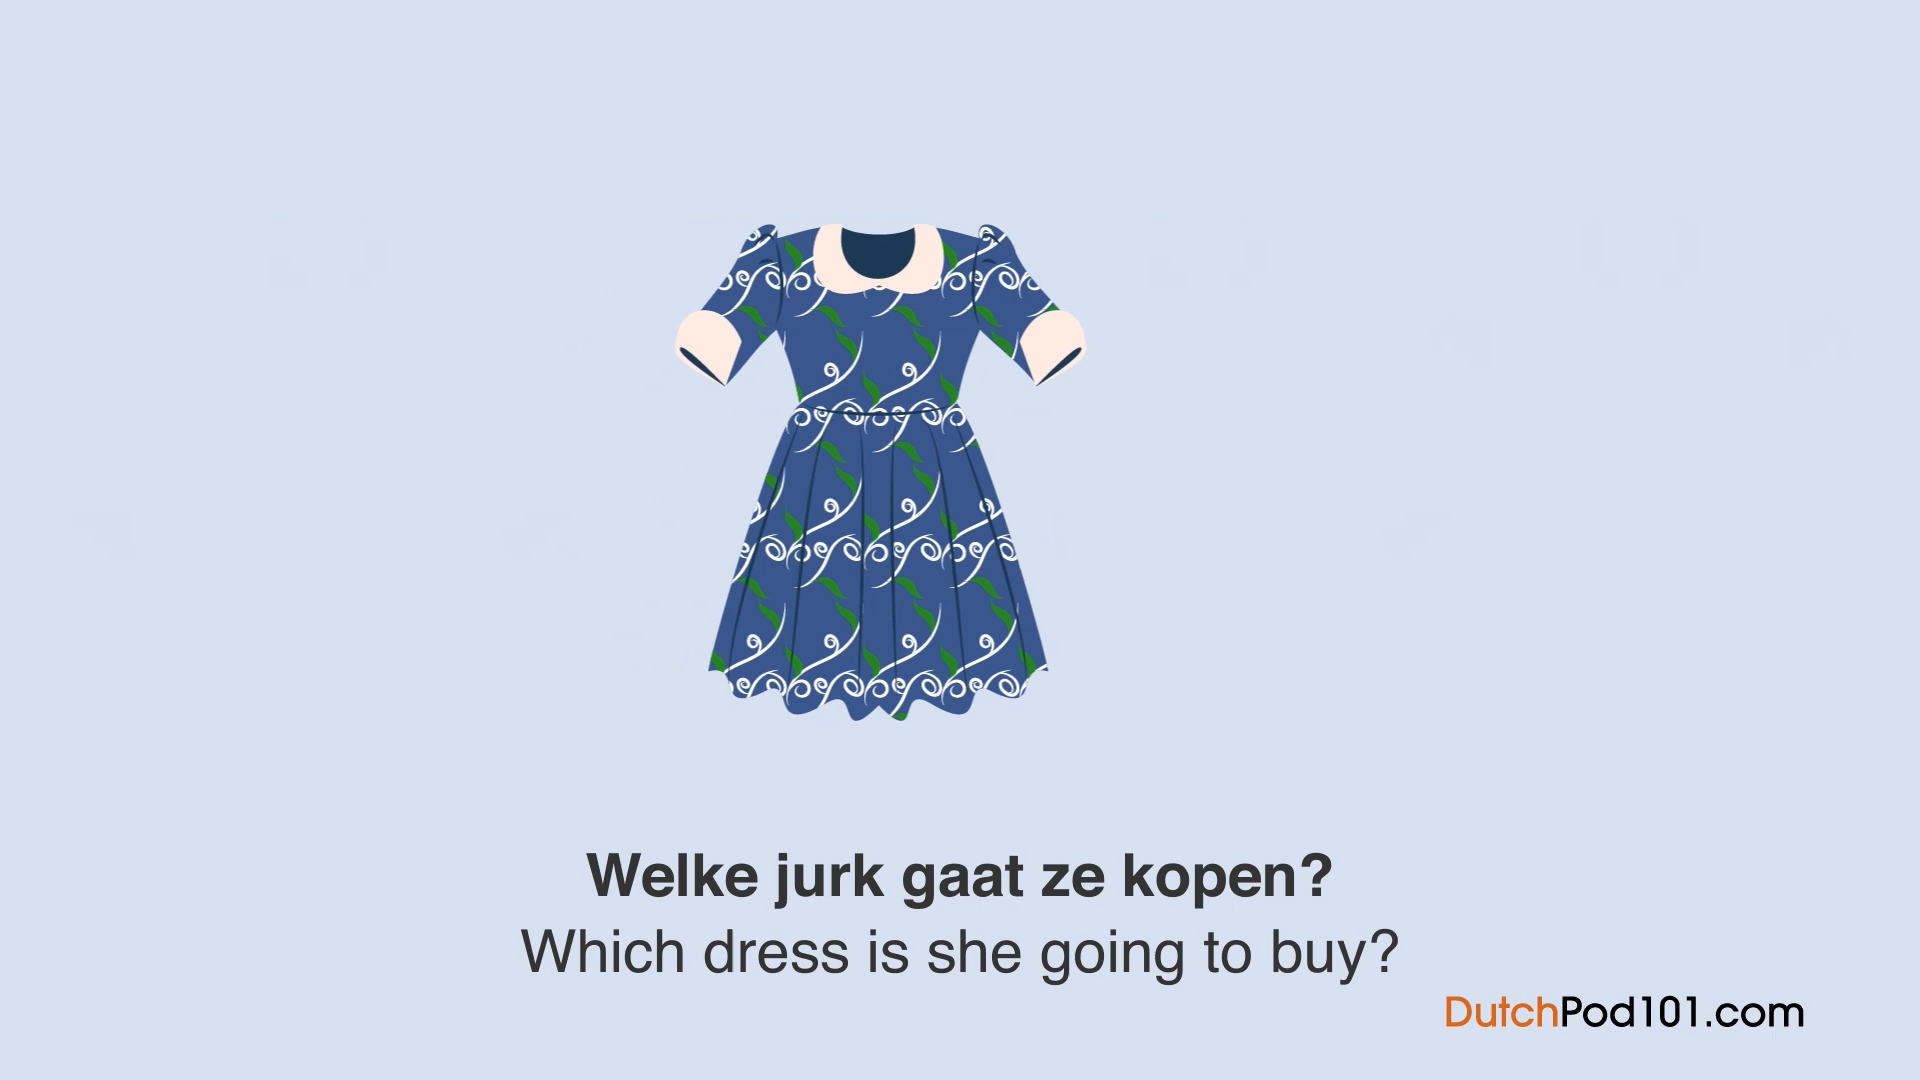 Welke jurk gaat ze kopen?
Which dress is she going to buy?
DutchPod101.com